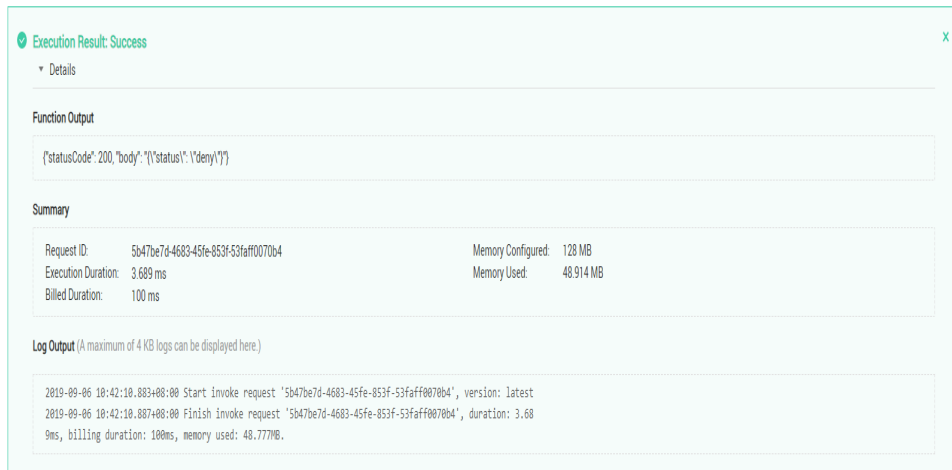 Execution Result: Success
X
Details
Function Output
{"statusCode": 200, "body": "{\"status\": \"deny\"}"}
Summary
Request ID: 5b47be7d-4683-45fe-853f-53faff0070b4 Memory Configured: 128 MB
Execution Duration: 3.689 ms Memory Used: 48.914 MB
Billed Duration: 100 ms
Log Output (A maximum of 4 KB logs can be displayed here.)
2019-09-06 10:42:10.883+08:00 Start invoke request '5b47be7d-4683-45fe-853f-53faff0070b4', version: latest
2019-09-06 10:42:10.887+08:00 Finish invoke request '5b47be7d-4683-45fe-853f-53faff0070b4', duration: 3.68
9ms, billing duration: 100ms, memory used: 48.777MB.